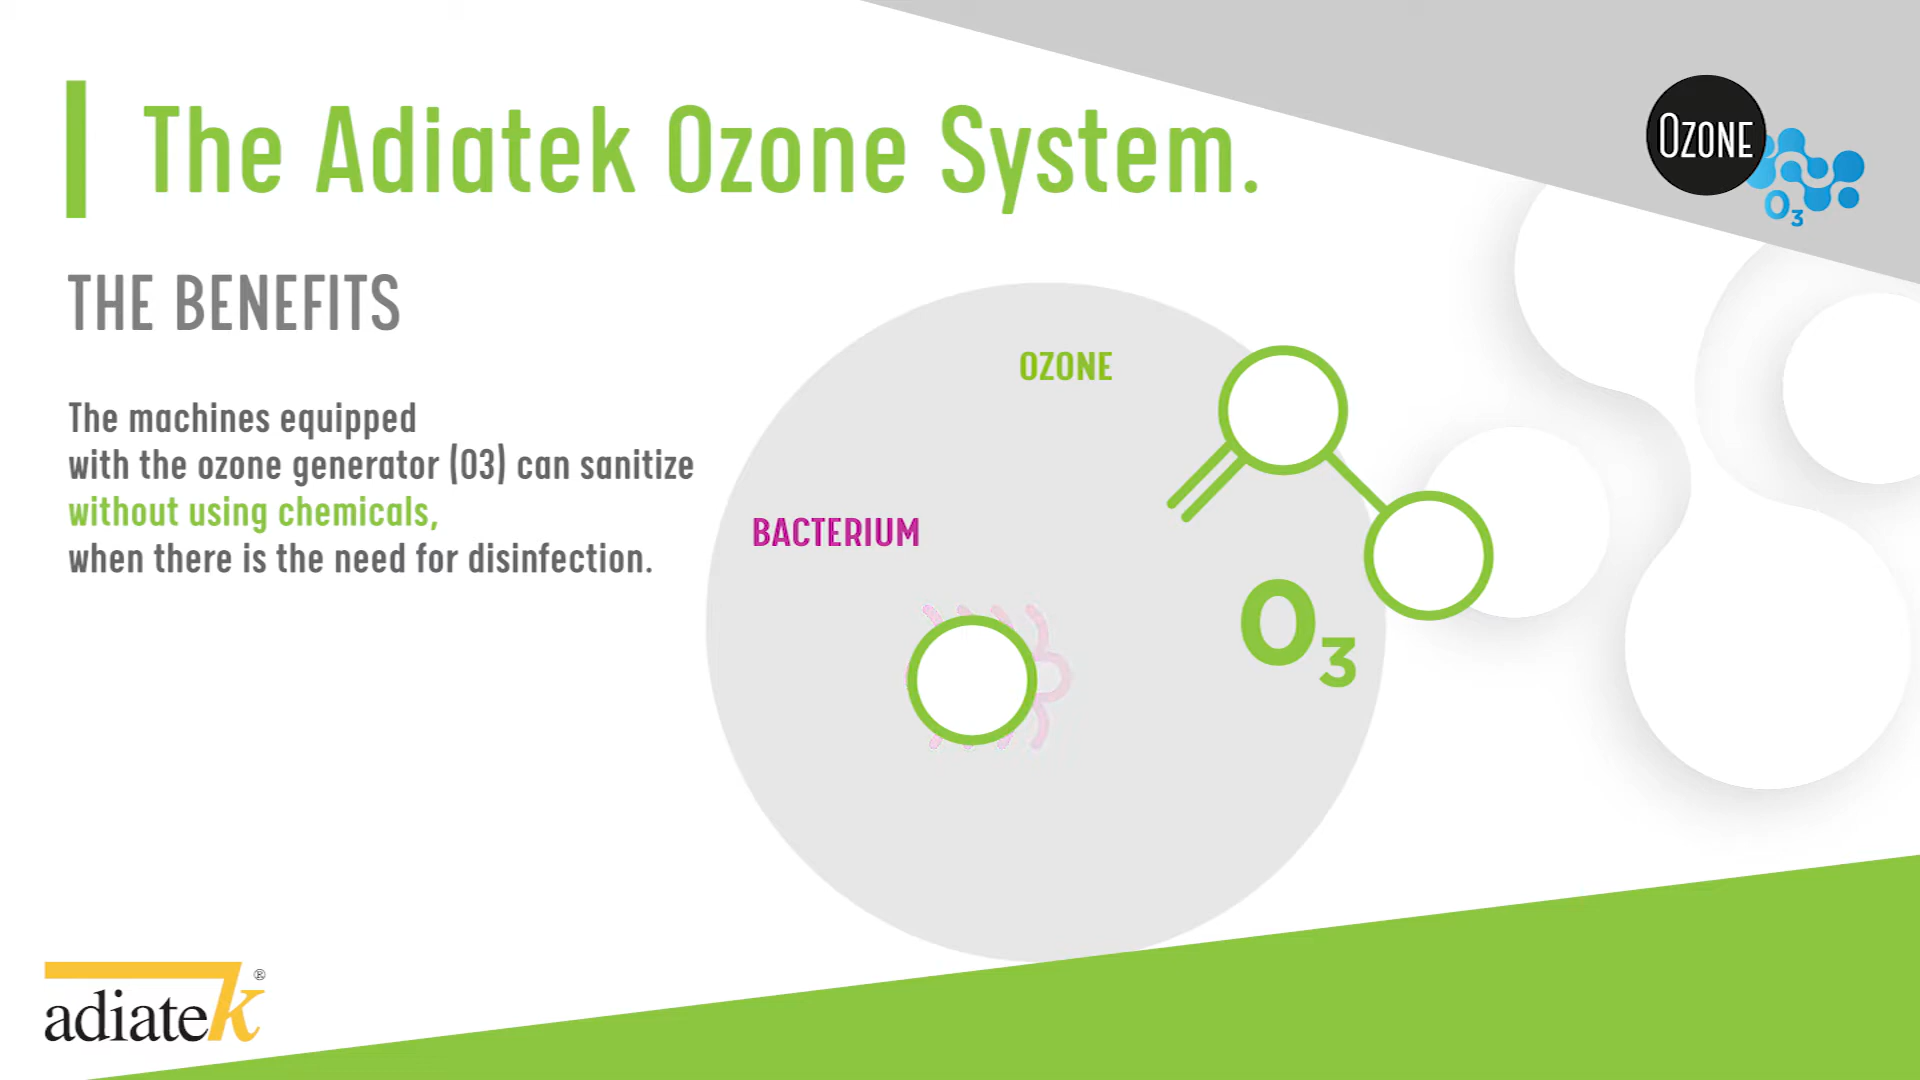 The Adiatek Ozone System.
OZONE
O3
THE BENEFITS
The machines equipped
with the ozone generator (O3) can sanitize
without using chemicals,
when there is the need for disinfection.
OZONE
BACTERIUM
O3
adiatek®